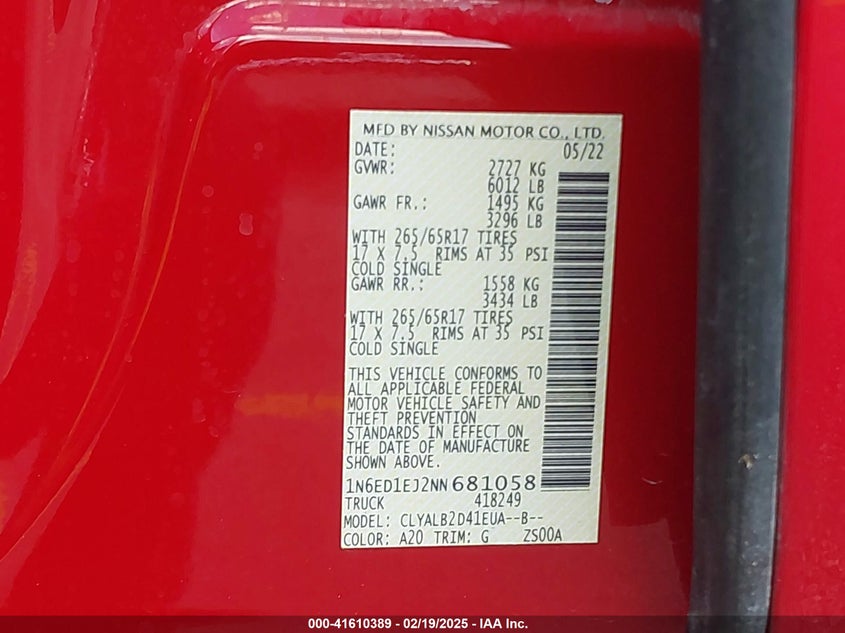 MFD BY NISSAN MOTOR CO., LTD.
DATE: 05/22
GVWR: 2727 KG
6012 LB
GAWR FR.: 1495 KG
3296 LB
WITH 265/65R17 TIRES
17 X 7.5 RIMS AT 35 PSI
COLD SINGLE
GAWR RR.: 1558 KG
3434 LB
WITH 265/65R17 TIRES
17 X 7.5 RIMS AT 35 PSI
COLD SINGLE
THIS VEHICLE CONFORMS TO
ALL APPLICABLE FEDERAL
MOTOR VEHICLE SAFETY AND
THEFT PREVENTION
STANDARDS IN EFFECT ON
THE DATE OF MANUFACTURE
SHOWN ABOVE.
1N6ED1EJ2NN681058
TRUCK 418249
MODEL: CLYALB2D41EUA--B--
COLOR: A20 TRIM: G ZS00A
000-41610389 - 02/19/2025 - IAA Inc.